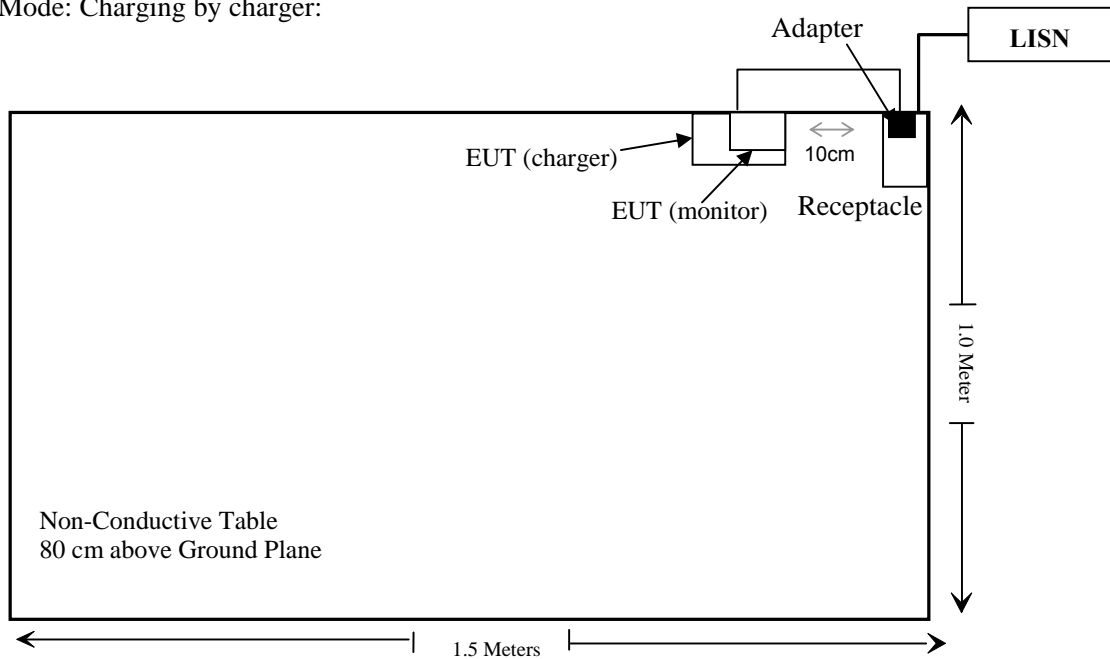 Mode: Charging by charger:
Adapter
LISN
EUT (charger)
10cm
EUT (monitor)
Receptacle
1.0 Meter
Non-Conductive Table
80 cm above Ground Plane
1.5 Meters